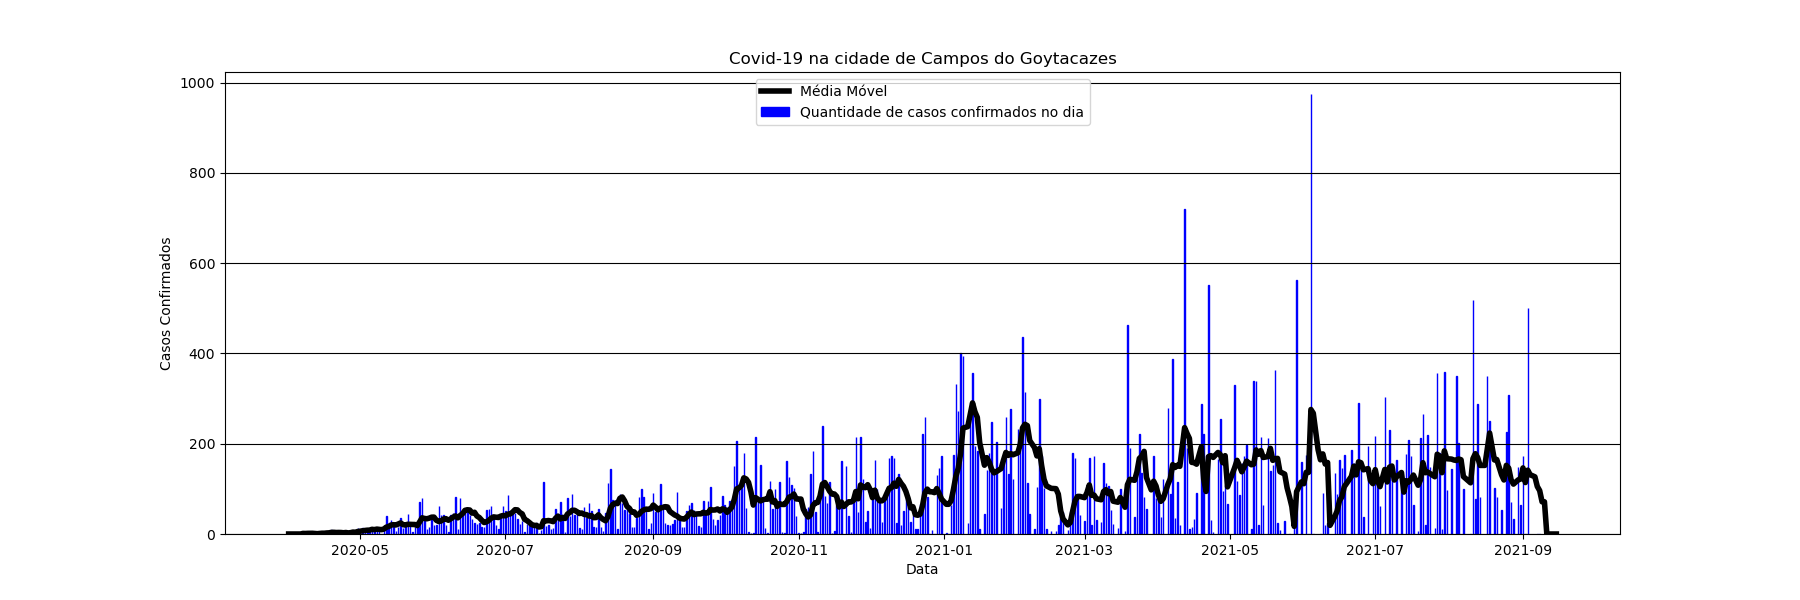 Covid-19 na cidade de Campos do Goytacazes
Média Móvel
Quantidade de casos confirmados no dia
Casos Confirmados
1000
800
600
400
200
0
2020-05 2020-07 2020-09 2020-11 2021-01 2021-03 2021-05 2021-07 2021-09
Data